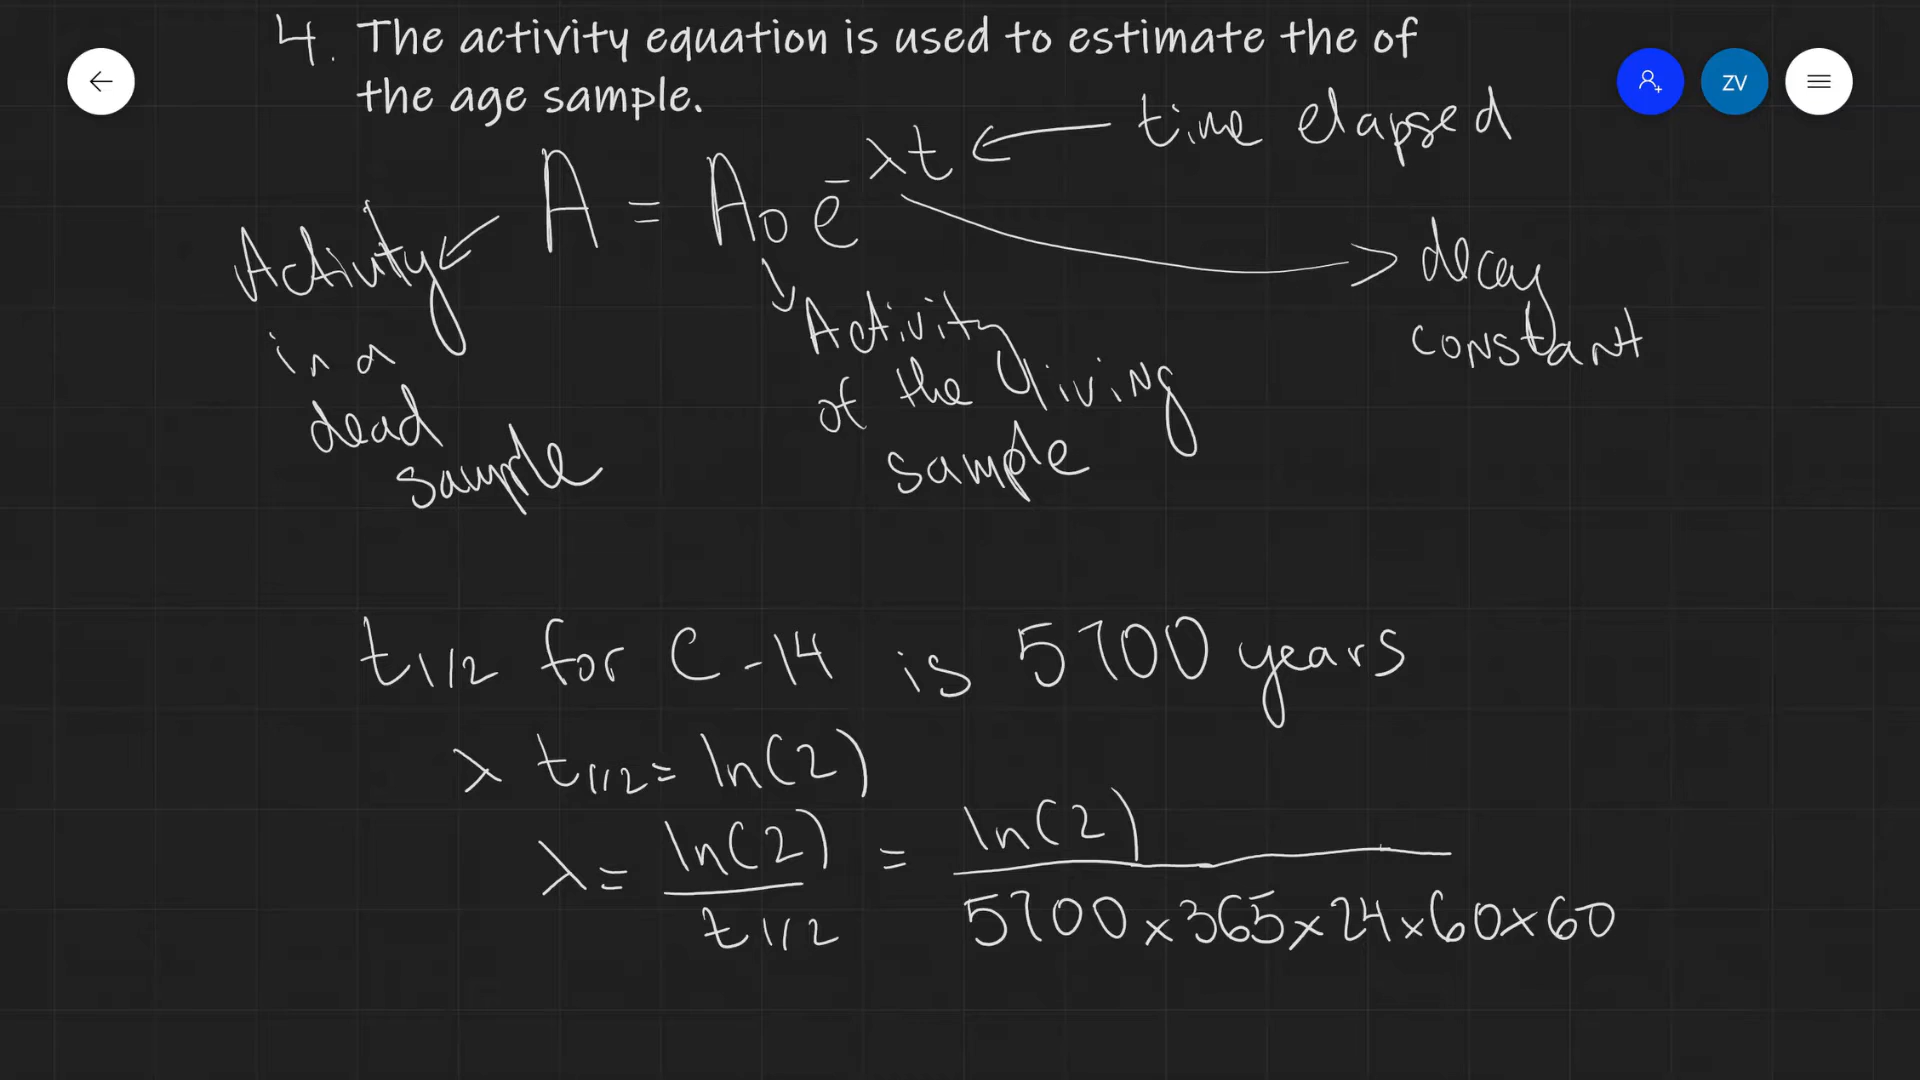 4. The activity equation is used to estimate the of
the age sample.
ZV
A = A₀e^-λt
time elapsed
decay
constant
Activity
in a
dead
sample
Activity
of the living
sample
t1/2 for C-14 is 5700 years
λ t1/2 = ln(2)
λ = ln(2)/t1/2 = ln(2)/5700×365×24×60×60